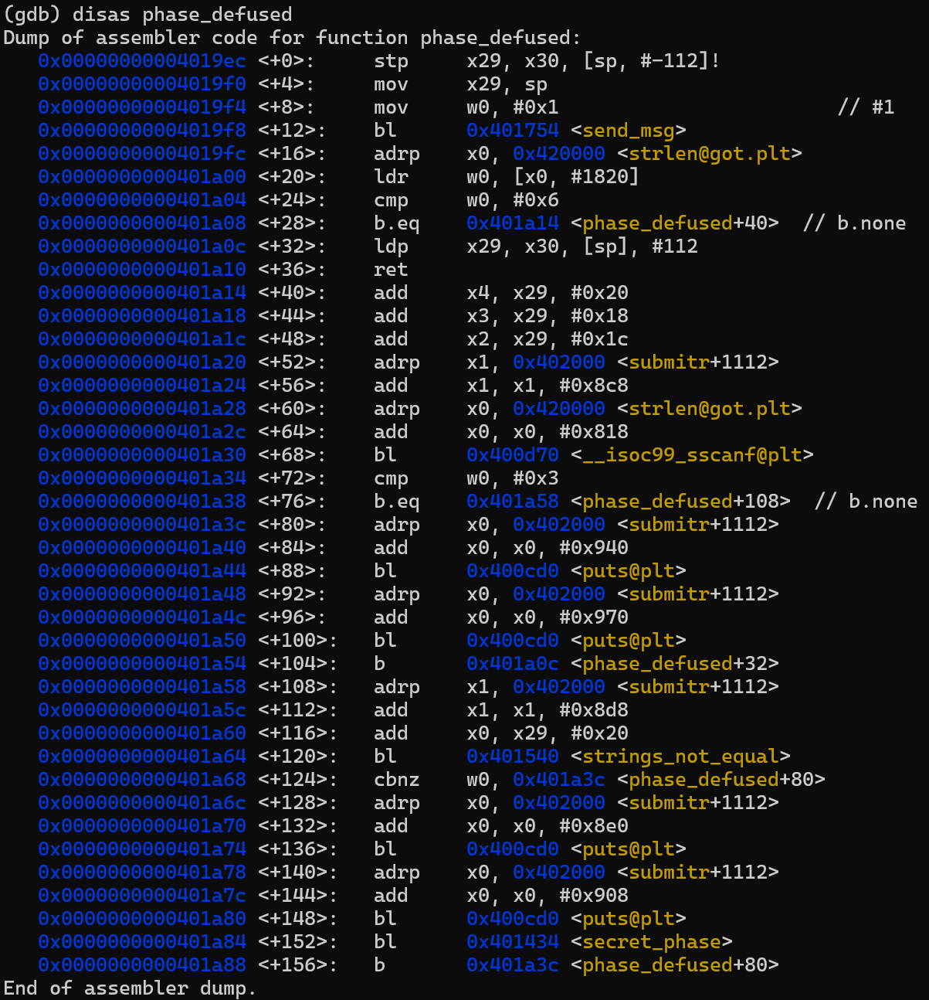 (gdb) disas phase_defused
Dump of assembler code for function phase_defused:
   0x00000000004019ec <+0>:	stp	x29, x30, [sp, #-112]!
   0x00000000004019f0 <+4>:	mov	x29, sp
   0x00000000004019f4 <+8>:	mov	w0, #0x1                   	// #1
   0x00000000004019f8 <+12>:	bl	0x401754 <send_msg>
   0x00000000004019fc <+16>:	adrp	x0, 0x420000 <strlen@got.plt>
   0x0000000000401a00 <+20>:	ldr	w0, [x0, #1820]
   0x0000000000401a04 <+24>:	cmp	w0, #0x6
   0x0000000000401a08 <+28>:	b.eq	0x401a14 <phase_defused+40>  // b.none
   0x0000000000401a0c <+32>:	ldp	x29, x30, [sp], #112
   0x0000000000401a10 <+36>:	ret
   0x0000000000401a14 <+40>:	add	x4, x29, #0x20
   0x0000000000401a18 <+44>:	add	x3, x29, #0x18
   0x0000000000401a1c <+48>:	add	x2, x29, #0x1c
   0x0000000000401a20 <+52>:	adrp	x1, 0x402000 <submitr+1112>
   0x0000000000401a24 <+56>:	add	x1, x1, #0x8c8
   0x0000000000401a28 <+60>:	adrp	x0, 0x420000 <strlen@got.plt>
   0x0000000000401a2c <+64>:	add	x0, x0, #0x818
   0x0000000000401a30 <+68>:	bl	0x400d70 <__isoc99_sscanf@plt>
   0x0000000000401a34 <+72>:	cmp	w0, #0x3
   0x0000000000401a38 <+76>:	b.eq	0x401a58 <phase_defused+108>  // b.none
   0x0000000000401a3c <+80>:	adrp	x0, 0x402000 <submitr+1112>
   0x0000000000401a40 <+84>:	add	x0, x0, #0x940
   0x0000000000401a44 <+88>:	bl	0x400cd0 <puts@plt>
   0x0000000000401a48 <+92>:	adrp	x0, 0x402000 <submitr+1112>
   0x0000000000401a4c <+96>:	add	x0, x0, #0x970
   0x0000000000401a50 <+100>:	bl	0x400cd0 <puts@plt>
   0x0000000000401a54 <+104>:	b	0x401a0c <phase_defused+32>
   0x0000000000401a58 <+108>:	adrp	x1, 0x402000 <submitr+1112>
   0x0000000000401a5c <+112>:	add	x1, x1, #0x8d8
   0x0000000000401a60 <+116>:	add	x0, x29, #0x20
   0x0000000000401a64 <+120>:	bl	0x401540 <strings_not_equal>
   0x0000000000401a68 <+124>:	cbnz	w0, 0x401a3c <phase_defused+80>
   0x0000000000401a6c <+128>:	adrp	x0, 0x402000 <submitr+1112>
   0x0000000000401a70 <+132>:	add	x0, x0, #0x8e0
   0x0000000000401a74 <+136>:	bl	0x400cd0 <puts@plt>
   0x0000000000401a78 <+140>:	adrp	x0, 0x402000 <submitr+1112>
   0x0000000000401a7c <+144>:	add	x0, x0, #0x908
   0x0000000000401a80 <+148>:	bl	0x400cd0 <puts@plt>
   0x0000000000401a84 <+152>:	bl	0x401434 <secret_phase>
   0x0000000000401a88 <+156>:	b	0x401a3c <phase_defused+80>
End of assembler dump.